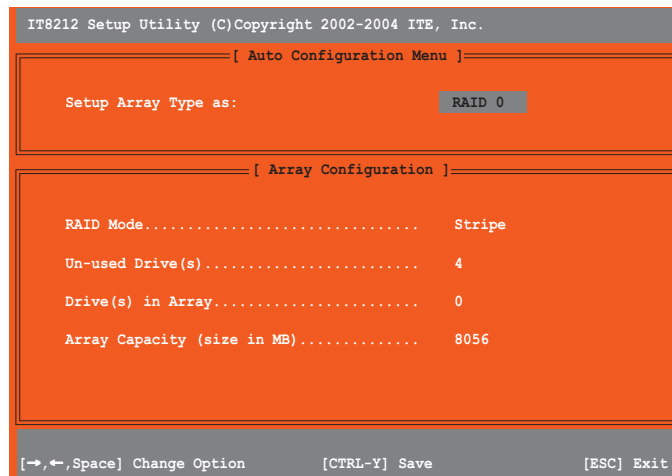 IT8212 Setup Utility (C)Copyright 2002-2004 ITE, Inc.
[ Auto Configuration Menu ]
Setup Array Type as: RAID 0
[ Array Configuration ]
RAID Mode................................ Stripe
Un-used Drive(s)......................... 4
Drive(s) in Array........................ 0
Array Capacity (size in MB).............. 8056
[→,←,Space] Change Option [CTRL-Y] Save [ESC] Exit